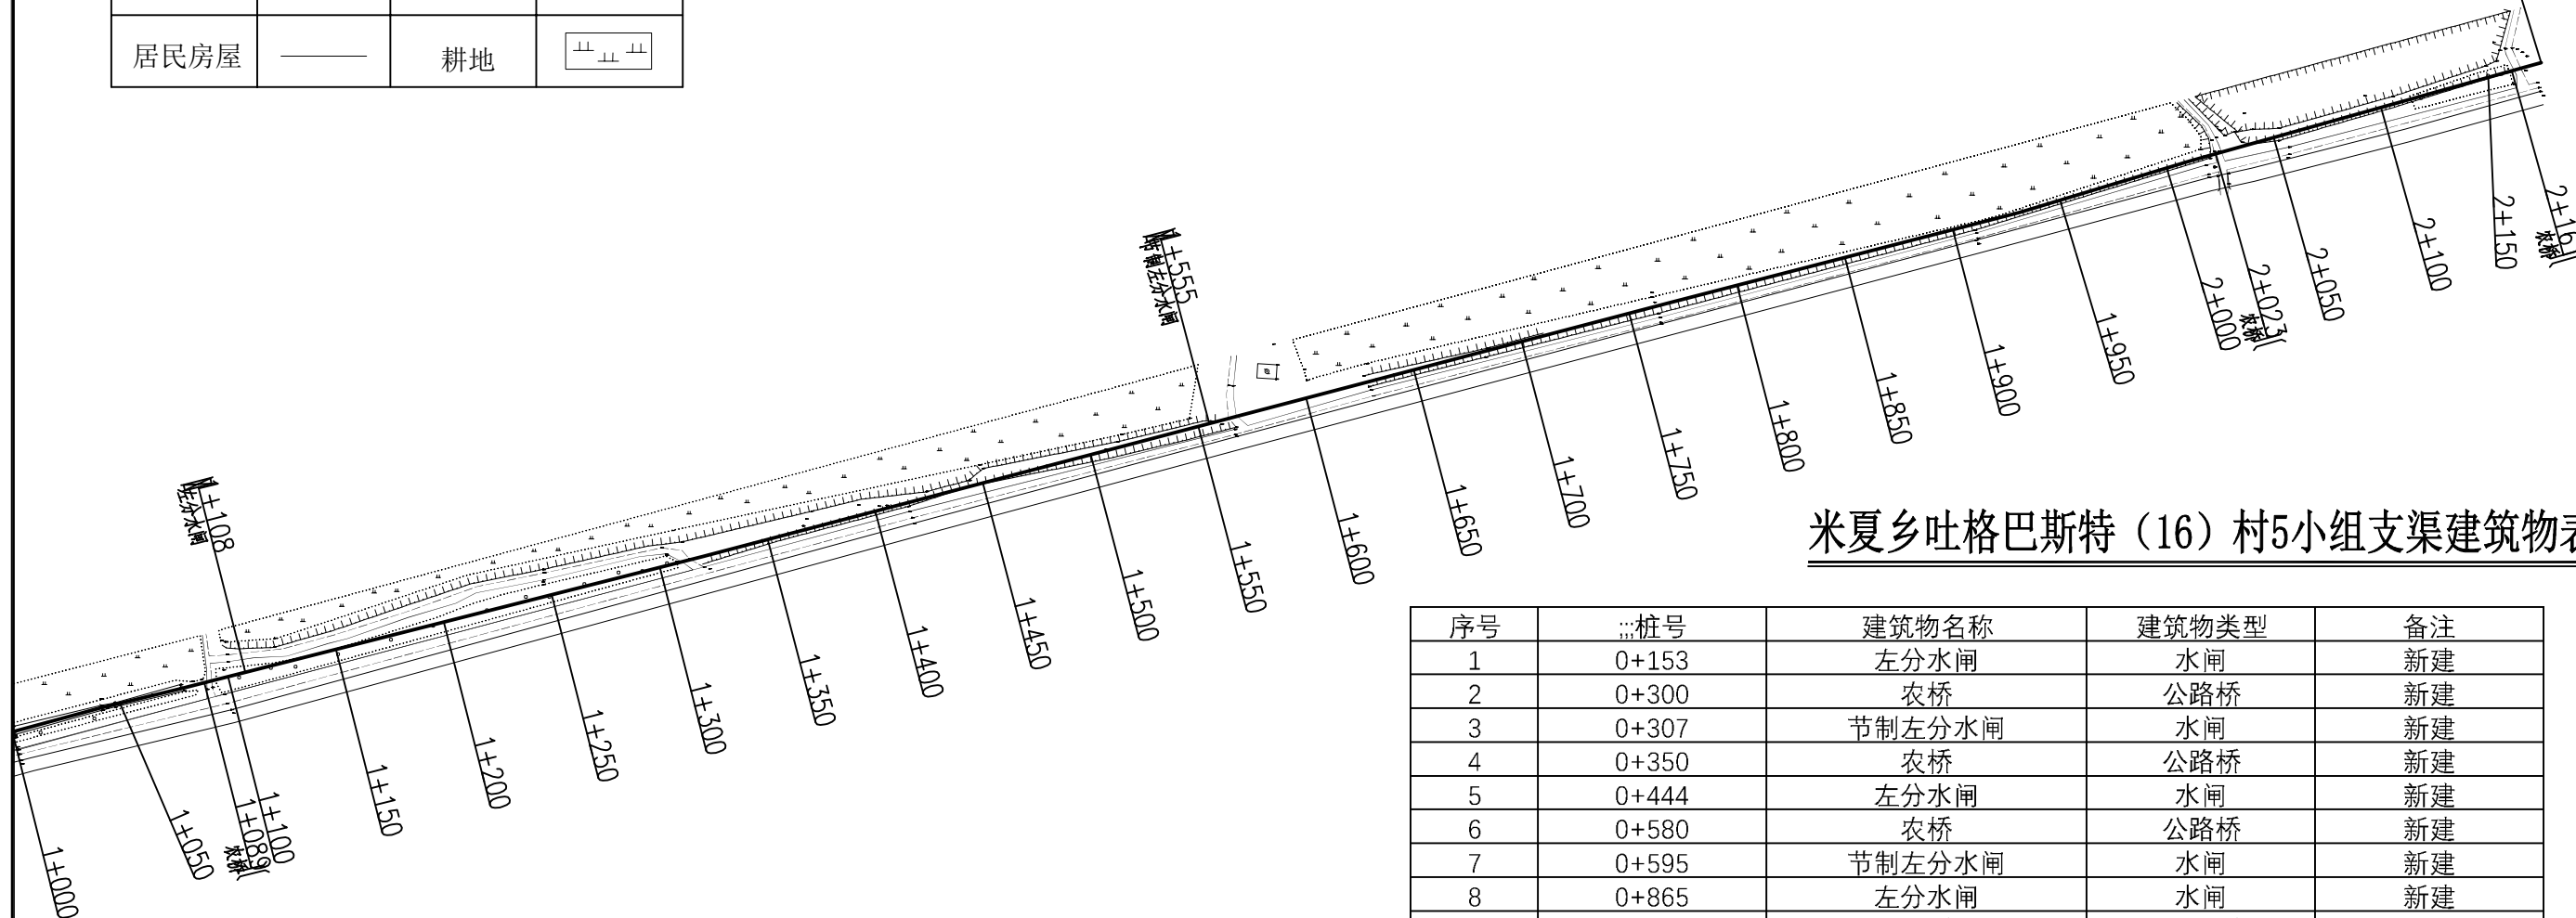 居民房屋 耕地
1+555
节制左分水闸
1+108
左分水闸
1+000
1+050
1+089
农桥
1+100
1+150
1+200
1+250
1+300
1+350
1+400
1+450
1+500
1+550
1+600
1+650
1+700
1+750
1+800
1+850
1+900
1+950
2+000
2+023
农桥
2+050
2+100
2+150
2+161
农桥
米夏乡吐格巴斯特（16）村5小组支渠建筑物表
序号 ;;;桩号 建筑物名称 建筑物类型 备注
1 0+153 左分水闸 水闸 新建
2 0+300 农桥 公路桥 新建
3 0+307 节制左分水闸 水闸 新建
4 0+350 农桥 公路桥 新建
5 0+444 左分水闸 水闸 新建
6 0+580 农桥 公路桥 新建
7 0+595 节制左分水闸 水闸 新建
8 0+865 左分水闸 水闸 新建